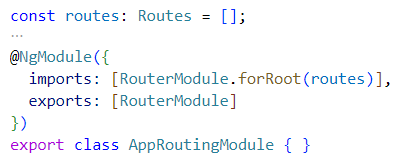 const routes: Routes = [];
...
@NgModule({
  imports: [RouterModule.forRoot(routes)],
  exports: [RouterModule]
})
export class AppRoutingModule { }